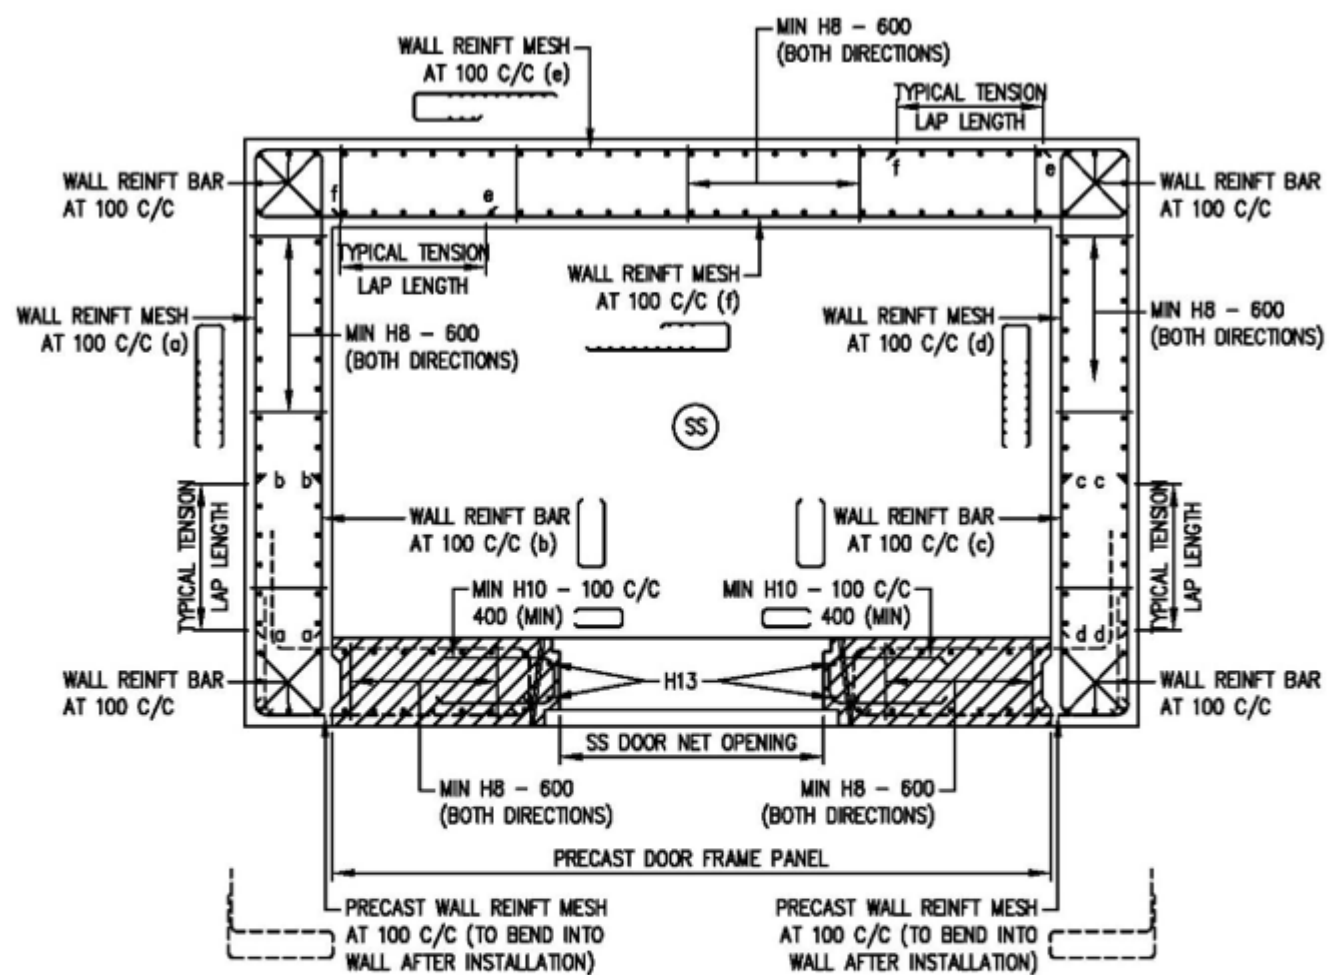 MIN H8 - 600
(BOTH DIRECTIONS)
WALL REINFT MESH
AT 100 C/C (e)
TYPICAL TENSION
LAP LENGTH
WALL REINFT BAR
AT 100 C/C
f
e
f
e
WALL REINFT BAR
AT 100 C/C
TYPICAL TENSION
LAP LENGTH
WALL REINFT MESH
AT 100 C/C (f)
WALL REINFT MESH
AT 100 C/C (a)
MIN H8 - 600
(BOTH DIRECTIONS)
WALL REINFT MESH
AT 100 C/C (d)
MIN H8 - 600
(BOTH DIRECTIONS)
SS
b b
c c
TYPICAL TENSION
LAP LENGTH
WALL REINFT BAR
AT 100 C/C (b)
WALL REINFT BAR
AT 100 C/C (c)
TYPICAL TENSION
LAP LENGTH
MIN H10 - 100 C/C
400 (MIN)
MIN H10 - 100 C/C
400 (MIN)
a a
d d
WALL REINFT BAR
AT 100 C/C
H13
WALL REINFT BAR
AT 100 C/C
SS DOOR NET OPENING
MIN H8 - 600
(BOTH DIRECTIONS)
MIN H8 - 600
(BOTH DIRECTIONS)
PRECAST DOOR FRAME PANEL
PRECAST WALL REINFT MESH
AT 100 C/C (TO BEND INTO
WALL AFTER INSTALLATION)
PRECAST WALL REINFT MESH
AT 100 C/C (TO BEND INTO
WALL AFTER INSTALLATION)